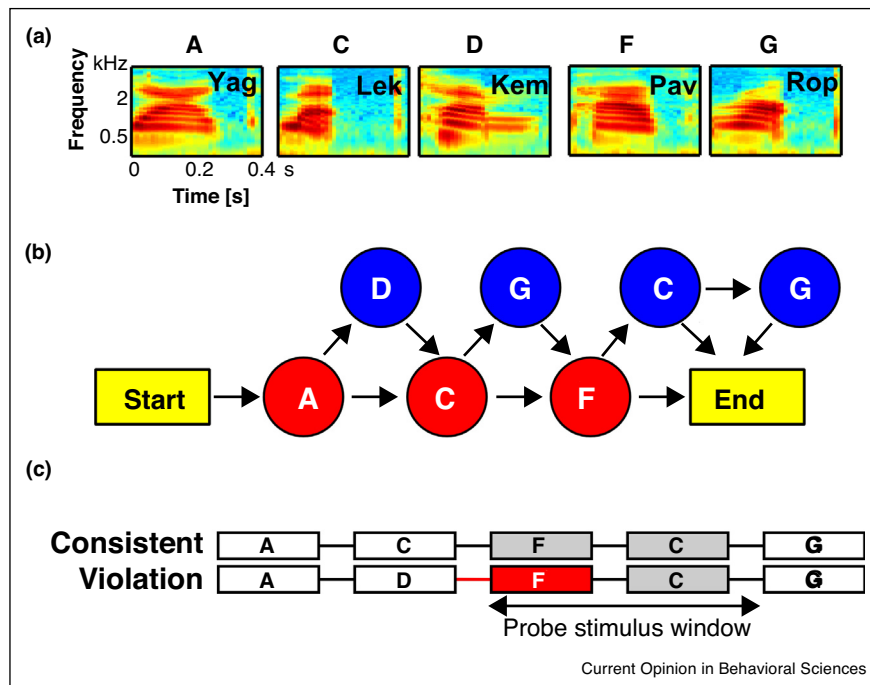 (a)
A C D F G
kHz
Frequency
2
0.5
Yag Lek Kem Pav Rop
0 0.2 0.4 s
Time [s]
(b)
D G C G
Start A C F End
(c)
Consistent A C F C G
Violation A D F C G
Probe stimulus window
Current Opinion in Behavioral Sciences